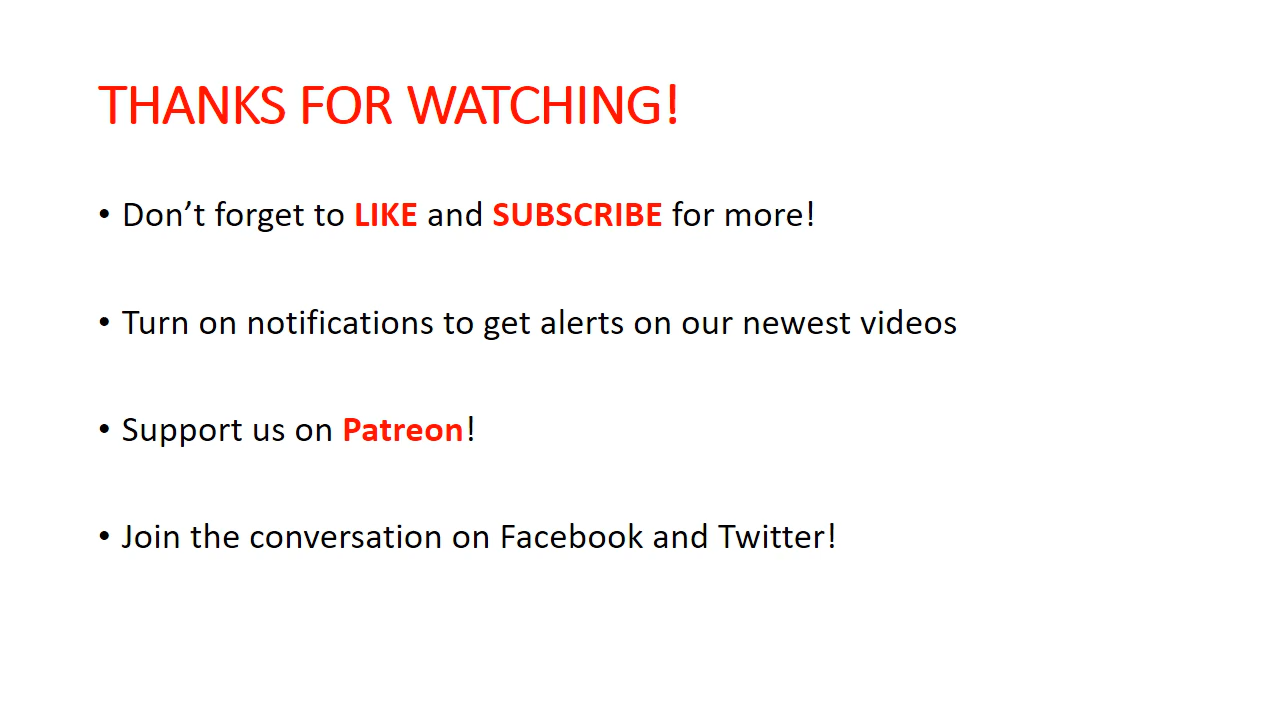 THANKS FOR WATCHING!
• Don’t forget to LIKE and SUBSCRIBE for more!
• Turn on notifications to get alerts on our newest videos
• Support us on Patreon!
• Join the conversation on Facebook and Twitter!